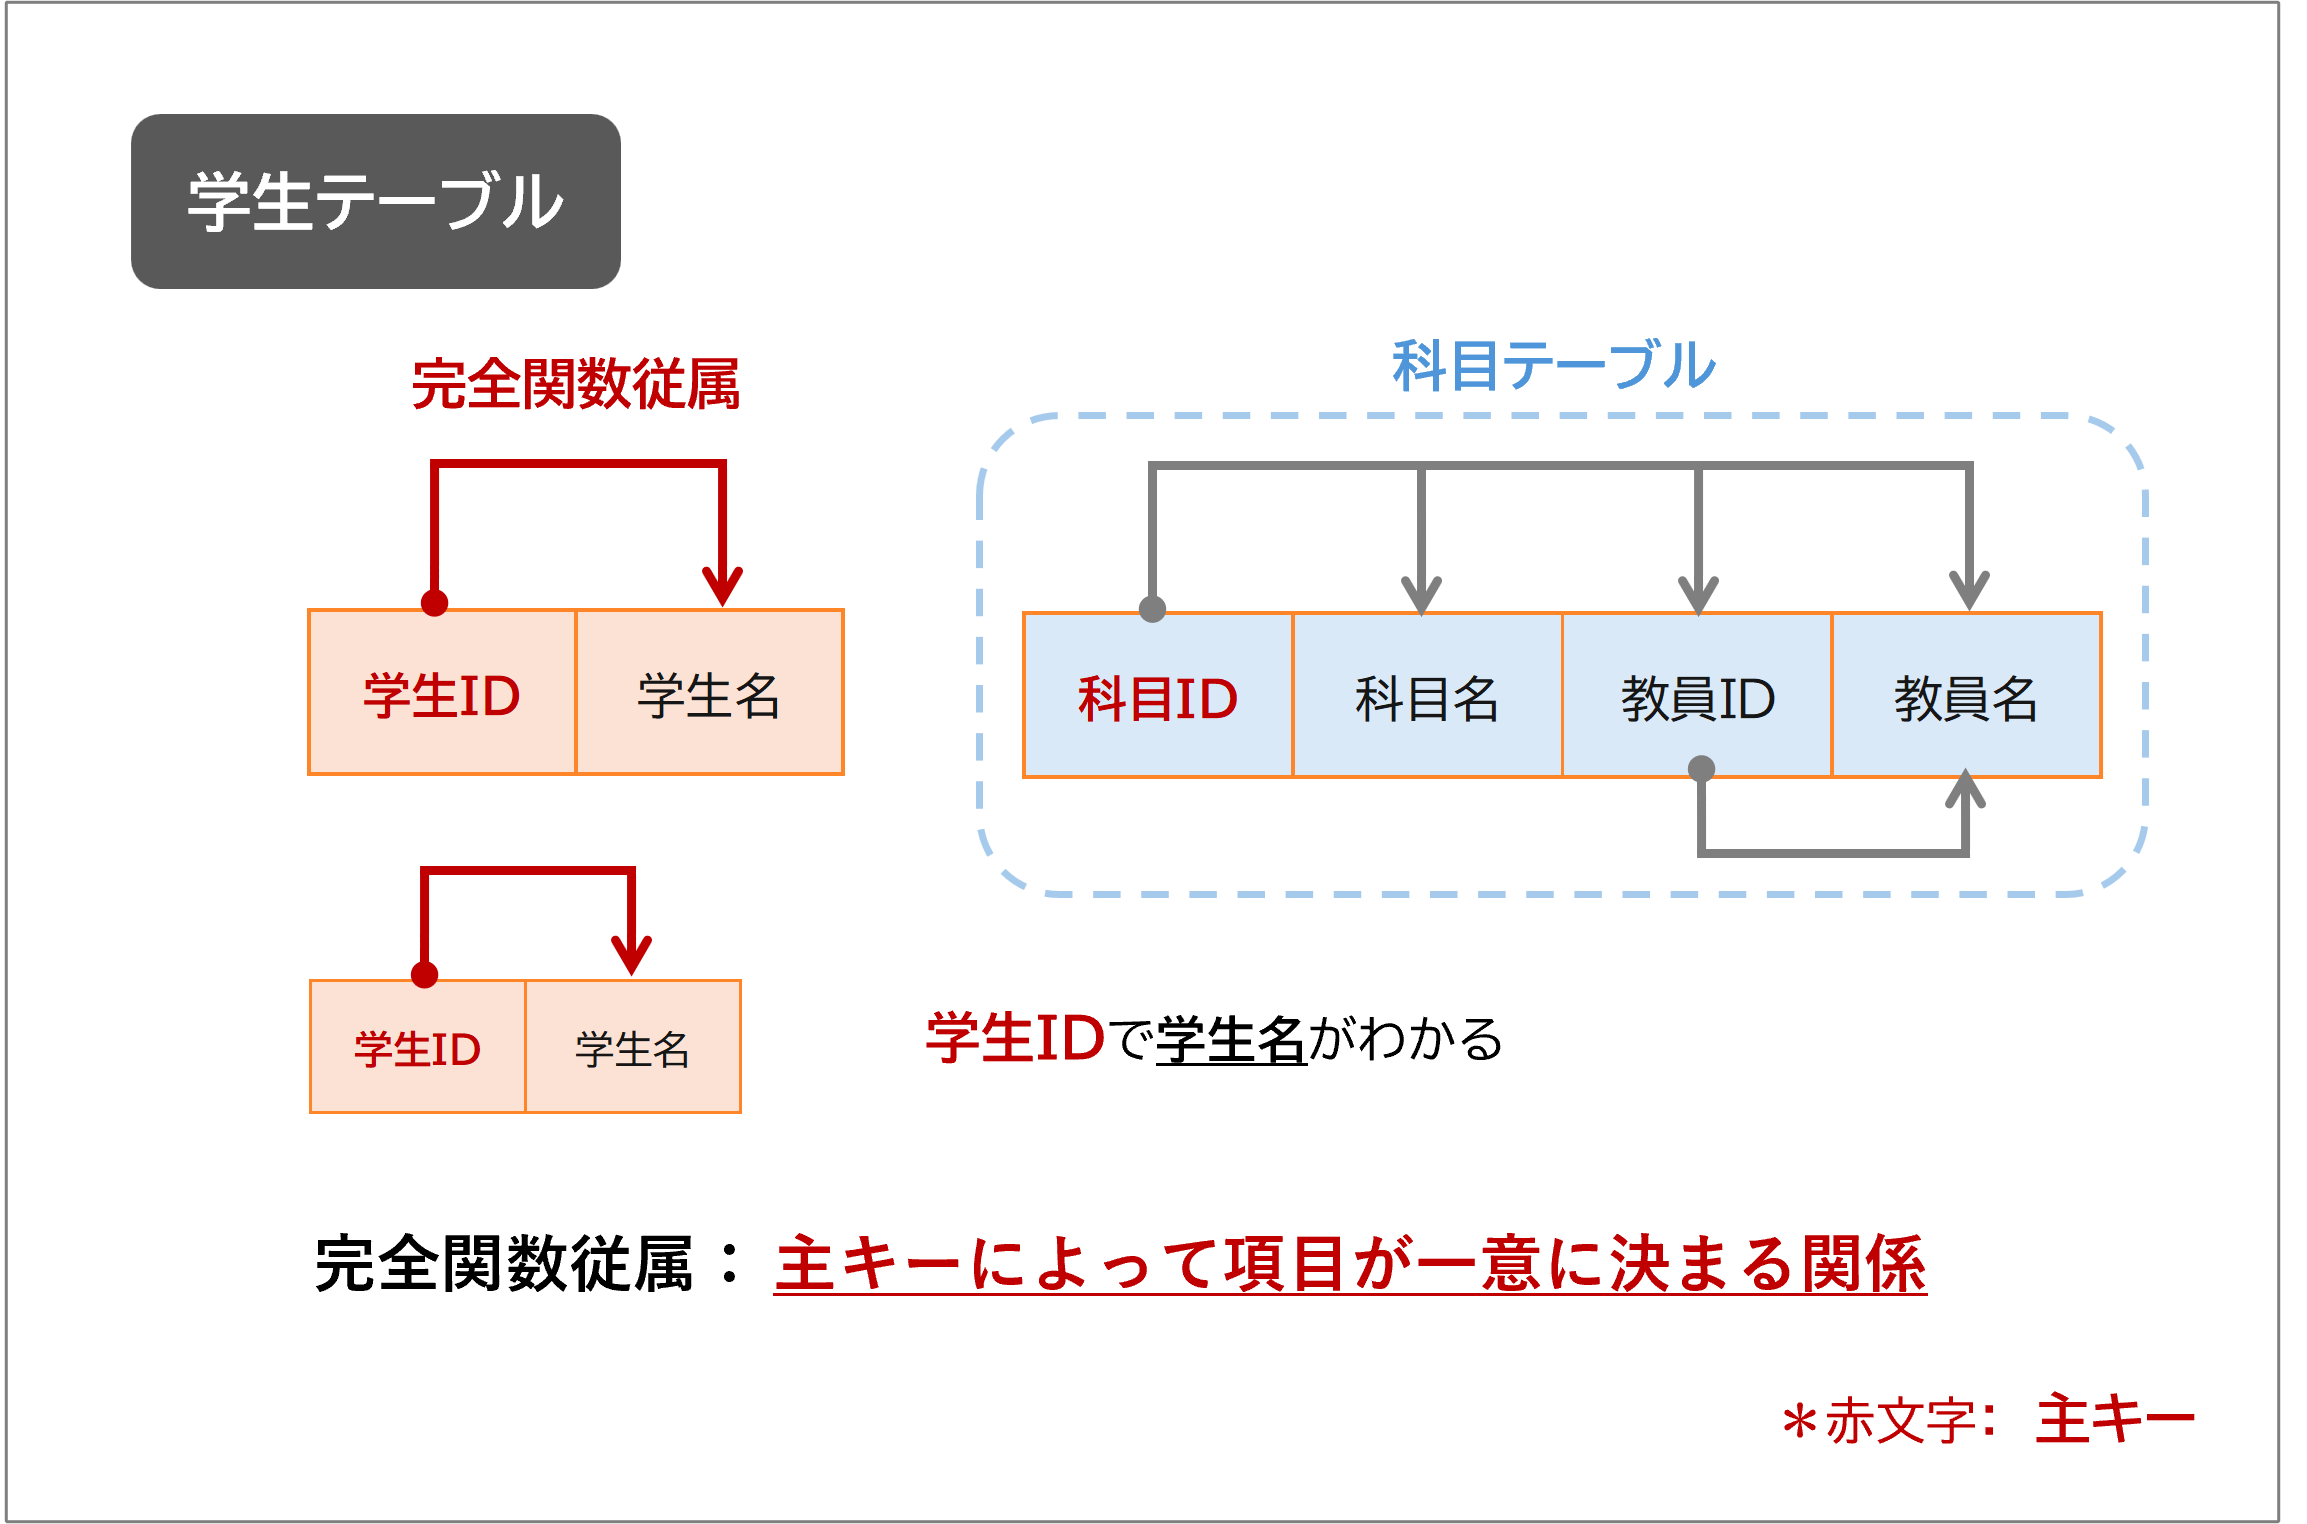 学生テーブル
完全関数従属
科目テーブル
学生ID
学生名
科目ID
科目名
教員ID
教員名
学生ID
学生名
学生IDで学生名がわかる
完全関数従属：主キーによって項目が一意に決まる関係
＊赤文字：主キー